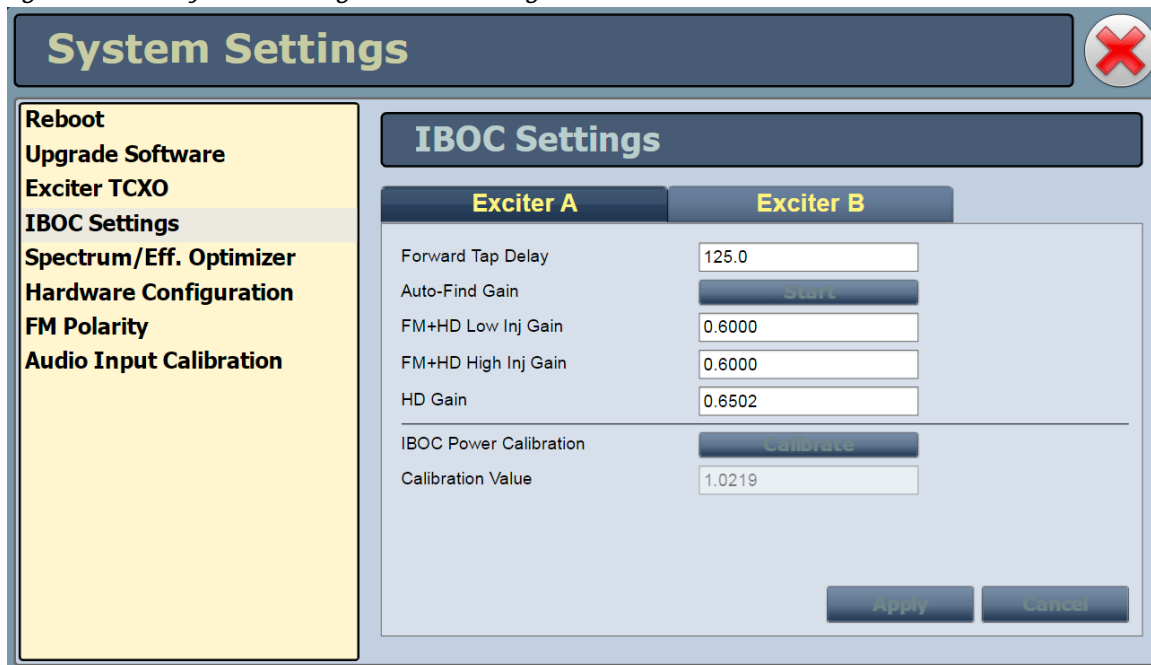 System Settings
Reboot
Upgrade Software
Exciter TCXO
IBOC Settings
Spectrum/Eff. Optimizer
Hardware Configuration
FM Polarity
Audio Input Calibration
IBOC Settings
Exciter A Exciter B
Forward Tap Delay 125.0
Auto-Find Gain Start
FM+HD Low Inj Gain 0.6000
FM+HD High Inj Gain 0.6000
HD Gain 0.6502
IBOC Power Calibration Calibrate
Calibration Value 1.0219
Apply Cancel